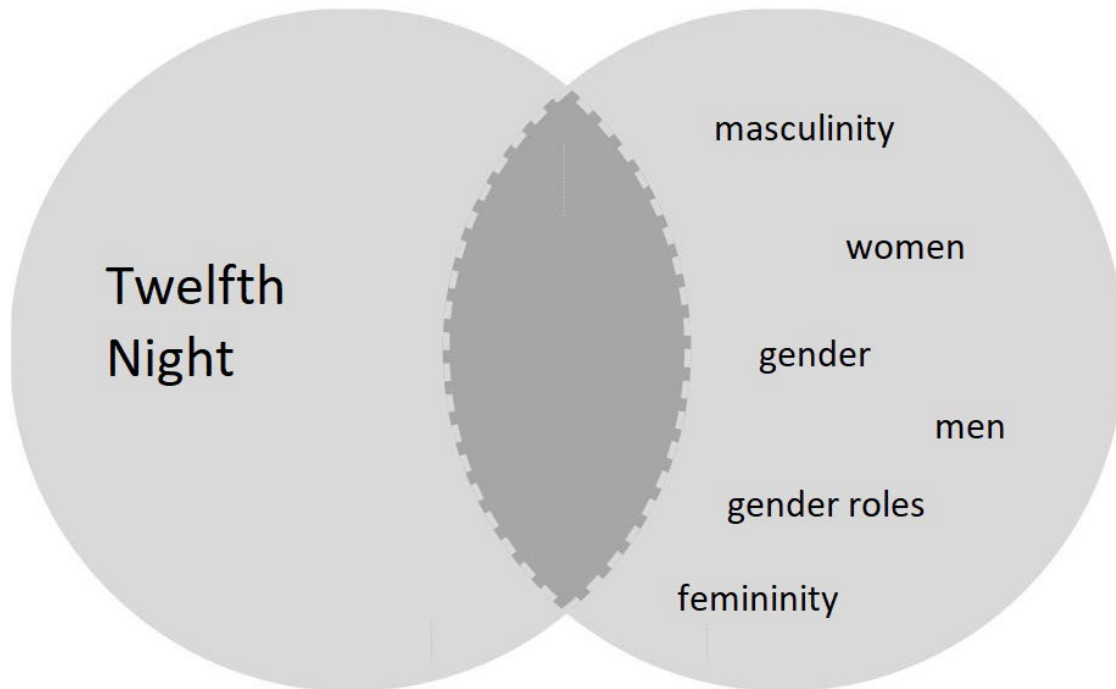 Twelfth
Night
masculinity
women
gender
men
gender roles
femininity